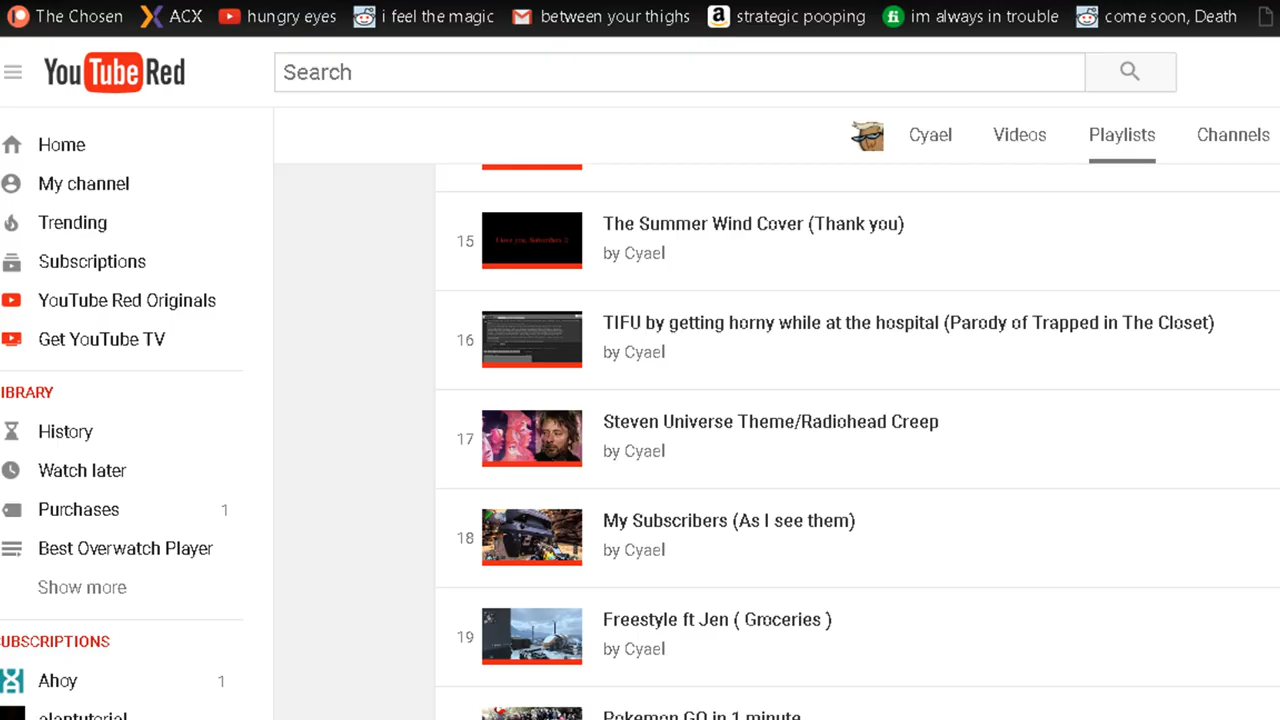 The Chosen ACX hungry eyes i feel the magic between your thighs strategic pooping im always in trouble come soon, Death
YouTube Red
Search
Cyael Videos Playlists Channels
Home
My channel
Trending
Subscriptions
YouTube Red Originals
Get YouTube TV
IBRARY
History
Watch later
Purchases 1
Best Overwatch Player
Show more
UBSCRIPTIONS
Ahoy 1
alantutorial
15 The Summer Wind Cover (Thank you)
by Cyael
16 TIFU by getting horny while at the hospital (Parody of Trapped in The Closet)
by Cyael
17 Steven Universe Theme/Radiohead Creep
by Cyael
18 My Subscribers (As I see them)
by Cyael
19 Freestyle ft Jen ( Groceries )
by Cyael
Pokemon GO in 1 minute